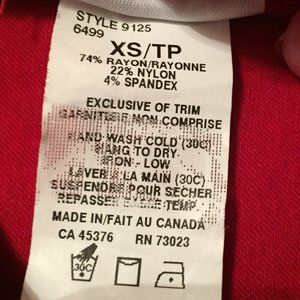 STYLE 9125
6499
XS/TP
74% RAYON/RAYONNE
22% NYLON
4% SPANDEX
EXCLUSIVE OF TRIM
GARNITURE NON COMPRISE
HAND WASH COLD (30C)
HANG TO DRY
IRON - LOW
LAVER À LA MAIN (30C)
SUSPENDRE POUR SÉCHER
REPASSER TEMP.
MADE IN/FAIT AU CANADA
CA 45376 RN 73023
30C